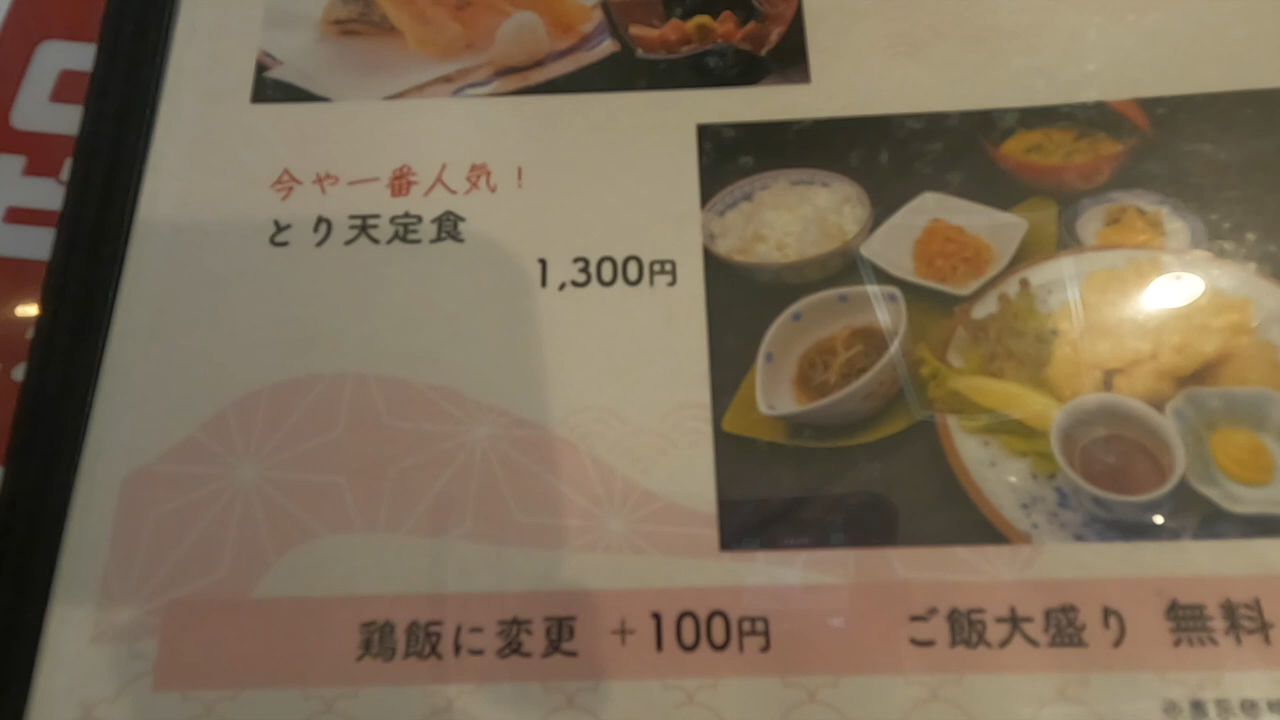 今や一番人気！
とり天定食
1,300円
鶏飯に変更 +100円 ご飯大盛り 無料